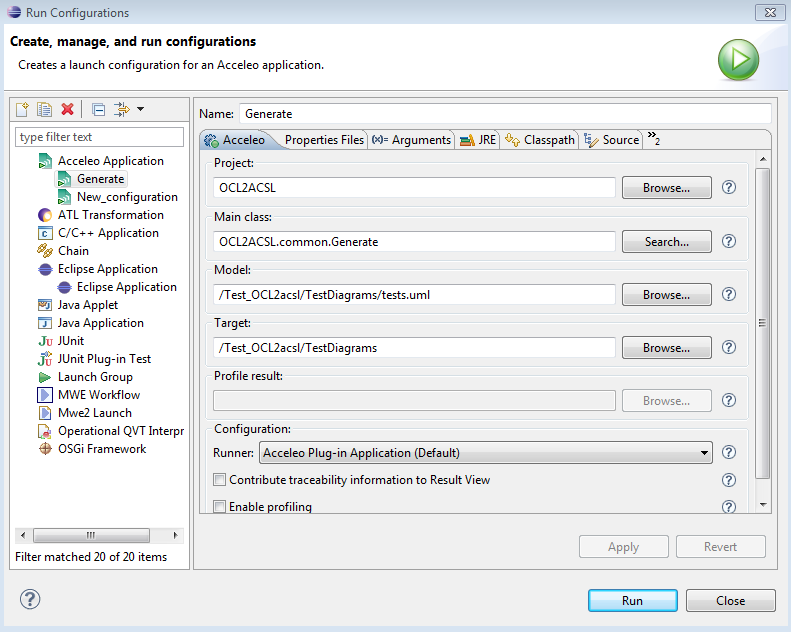 Run Configurations
Create, manage, and run configurations
Creates a launch configuration for an Acceleo application.
type filter text
Acceleo Application
Generate
New_configuration
ATL Transformation
C/C++ Application
Chain
Eclipse Application
Eclipse Application
Java Applet
Java Application
JUnit
JUnit Plug-in Test
Launch Group
MWE Workflow
Mwe2 Launch
Operational QVT Interpr
OSGi Framework
Filter matched 20 of 20 items
Name: Generate
Acceleo Properties Files (x)= Arguments JRE Classpath Source »2
Project:
OCL2ACSL Browse... ?
Main class:
OCL2ACSL.common.Generate Search... ?
Model:
/Test_OCL2acsl/TestDiagrams/tests.uml Browse... ?
Target:
/Test_OCL2acsl/TestDiagrams Browse... ?
Profile result:
Browse... ?
Configuration:
Runner: Acceleo Plug-in Application (Default) ?
Contribute traceability information to Result View ?
Enable profiling ?
Apply Revert
? Run Close